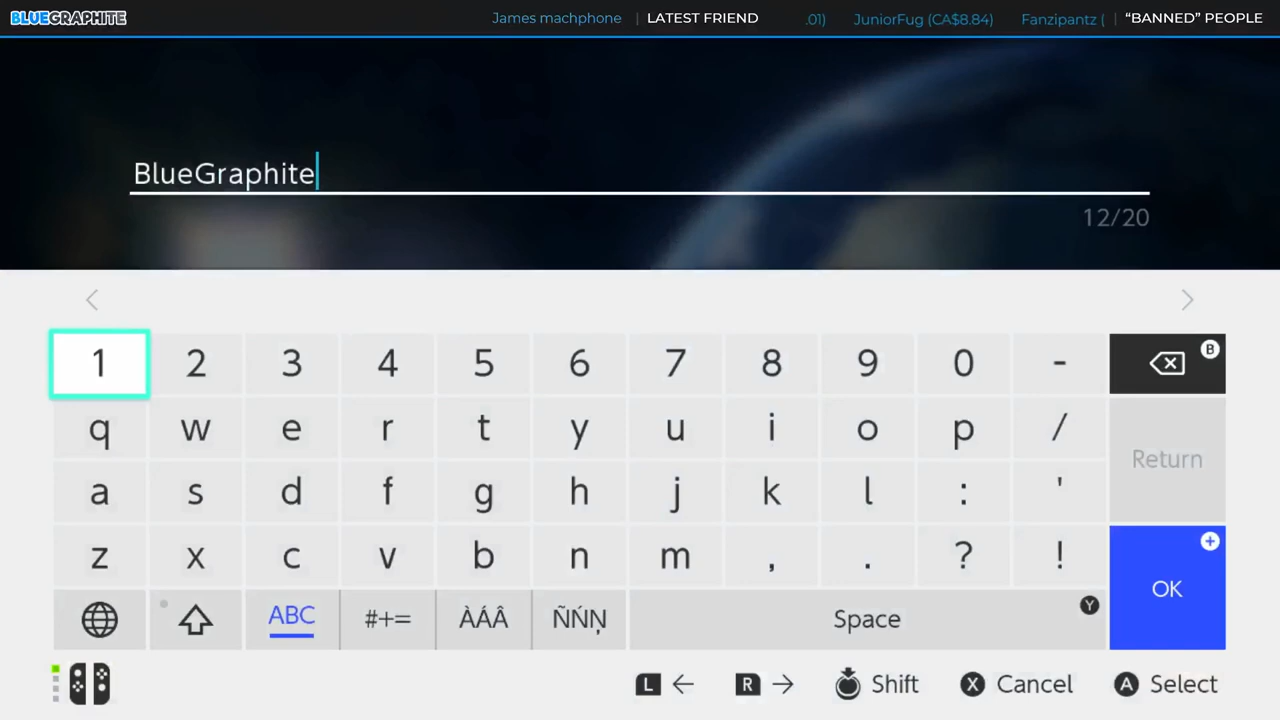 BLUEGRAPHITE
James machphone | LATEST FRIEND .01) JuniorFug (CA$8.84) Fanzipantz ( | “BANNED” PEOPLE
BlueGraphite
12/20
1 2 3 4 5 6 7 8 9 0 - B
q w e r t y u i o p / Return
a s d f g h j k l : '
z x c v b n m , . ? ! + OK
ABC #+= ÀÁÂ ÑŃŅ Space Y
L ← R → Shift X Cancel A Select